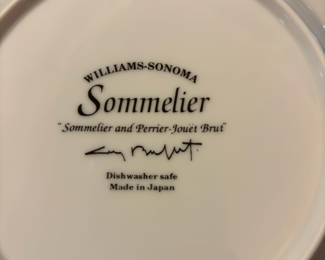 WILLIAMS-SONOMA
Sommelier
"Sommelier and Perrier-Jouët Brut"
Dishwasher safe
Made in Japan